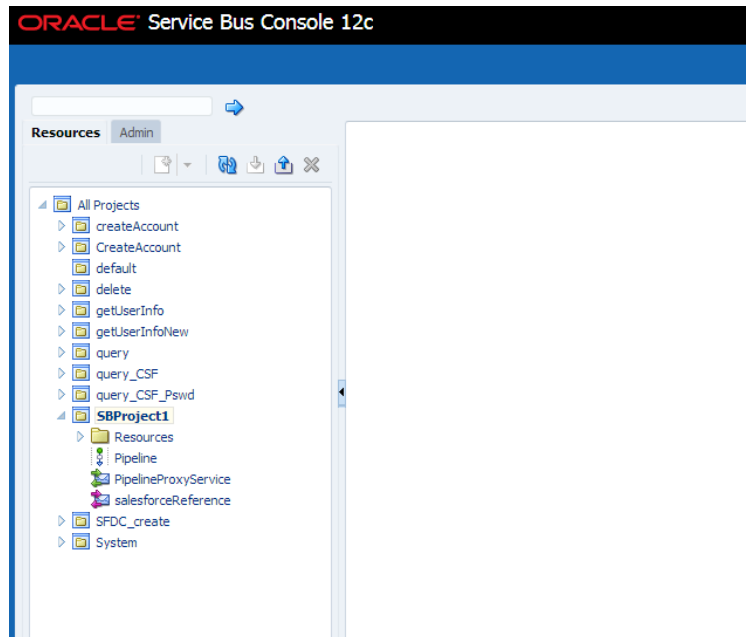 ORACLE Service Bus Console 12c
Resources Admin
All Projects
createAccount
CreateAccount
default
delete
getUserInfo
getUserInfoNew
query
query_CSF
query_CSF_Pswd
SBProject1
Resources
Pipeline
PipelineProxyService
salesforceReference
SFDC_create
System